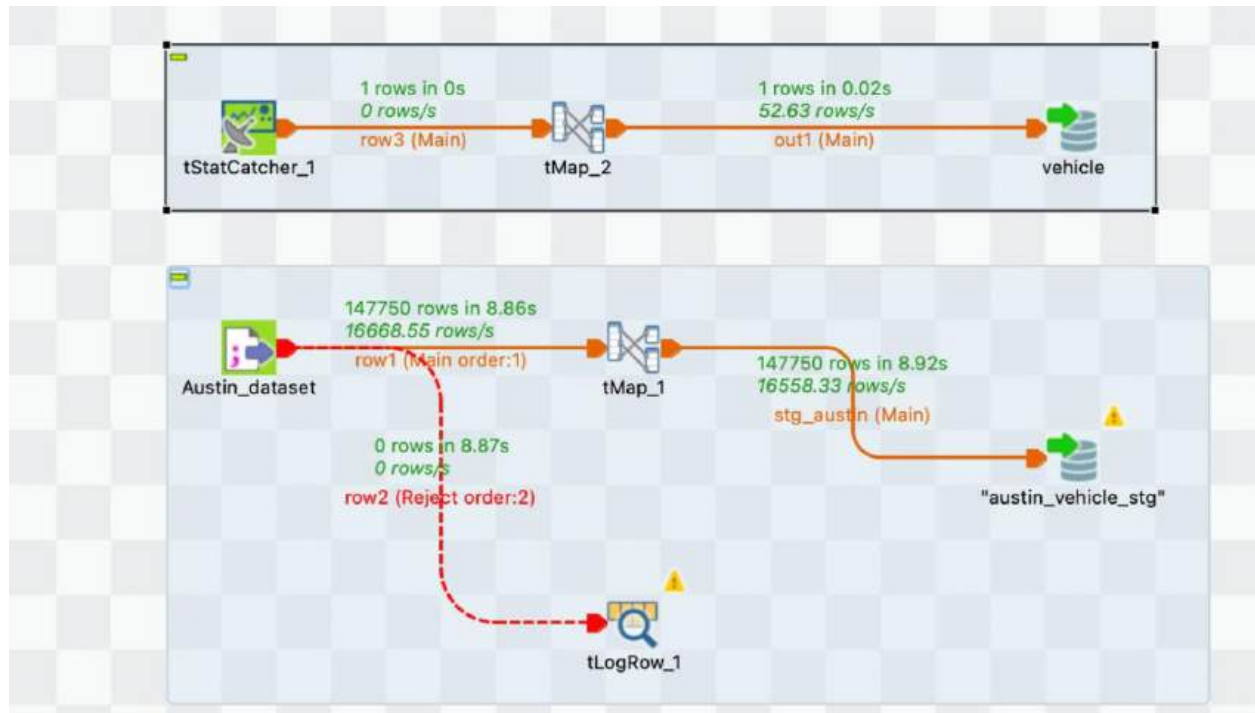 1 rows in 0s
0 rows/s
row3 (Main)
1 rows in 0.02s
52.63 rows/s
out1 (Main)
tStatCatcher_1
tMap_2
vehicle
147750 rows in 8.86s
16668.55 rows/s
row1 (Main order:1)
Austin_dataset
tMap_1
147750 rows in 8.92s
16558.33 rows/s
stg_austin (Main)
0 rows in 8.87s
0 rows/s
row2 (Reject order:2)
"austin_vehicle_stg"
tLogRow_1